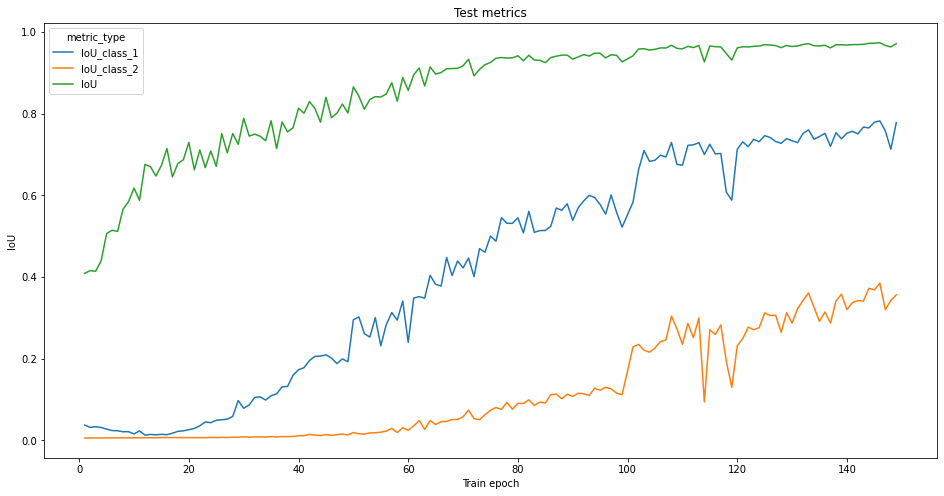 Test metrics
metric_type
IoU_class_1
IoU_class_2
IoU
1.0
0.8
0.6
0.4
0.2
0.0
IoU
0 20 40 60 80 100 120 140
Train epoch